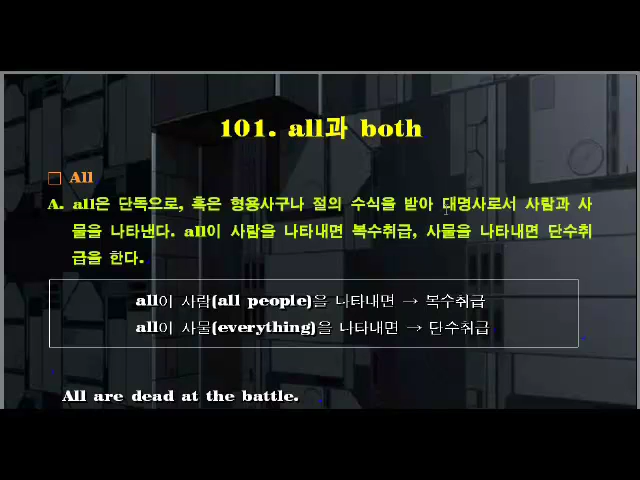 101. all과 both
□ All
A. all은 단독으로, 혹은 형용사구나 절의 수식을 받아 대명사로서 사람과 사
물을 나타낸다. all이 사람을 나타내면 복수취급, 사물을 나타내면 단수취
급을 한다.
all이 사람(all people)을 나타내면 → 복수취급
all이 사물(everything)을 나타내면 → 단수취급
All are dead at the battle.